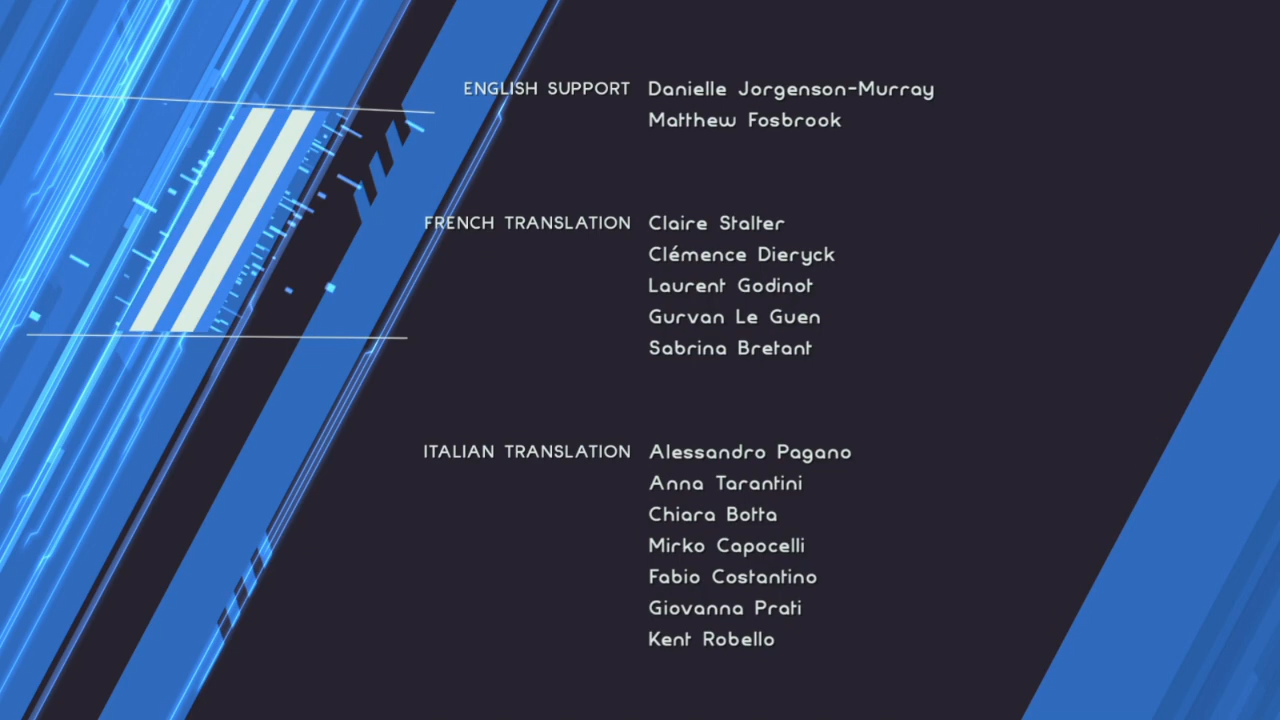 ENGLISH SUPPORT Danielle Jorgenson-Murray
Matthew Fosbrook
FRENCH TRANSLATION Claire Stalter
Clémence Dieryck
Laurent Godinot
Gurvan Le Guen
Sabrina Bretant
ITALIAN TRANSLATION Alessandro Pagano
Anna Tarantini
Chiara Botta
Mirko Capocelli
Fabio Costantino
Giovanna Prati
Kent Robello